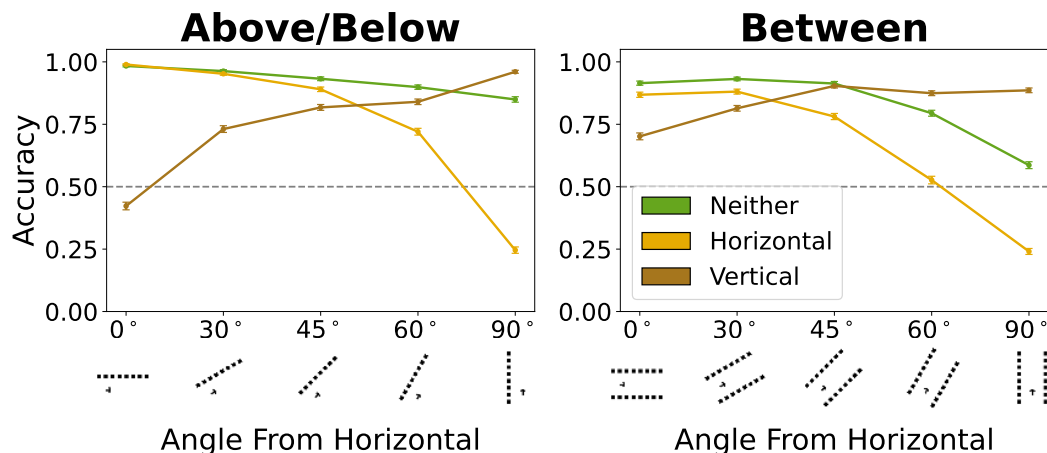 Above/Below
Between
Accuracy
1.00
0.75
0.50
0.25
0.00
0° 30° 45° 60° 90°
Angle From Horizontal
1.00
0.75
0.50
0.25
0.00
Neither
Horizontal
Vertical
0° 30° 45° 60° 90°
Angle From Horizontal